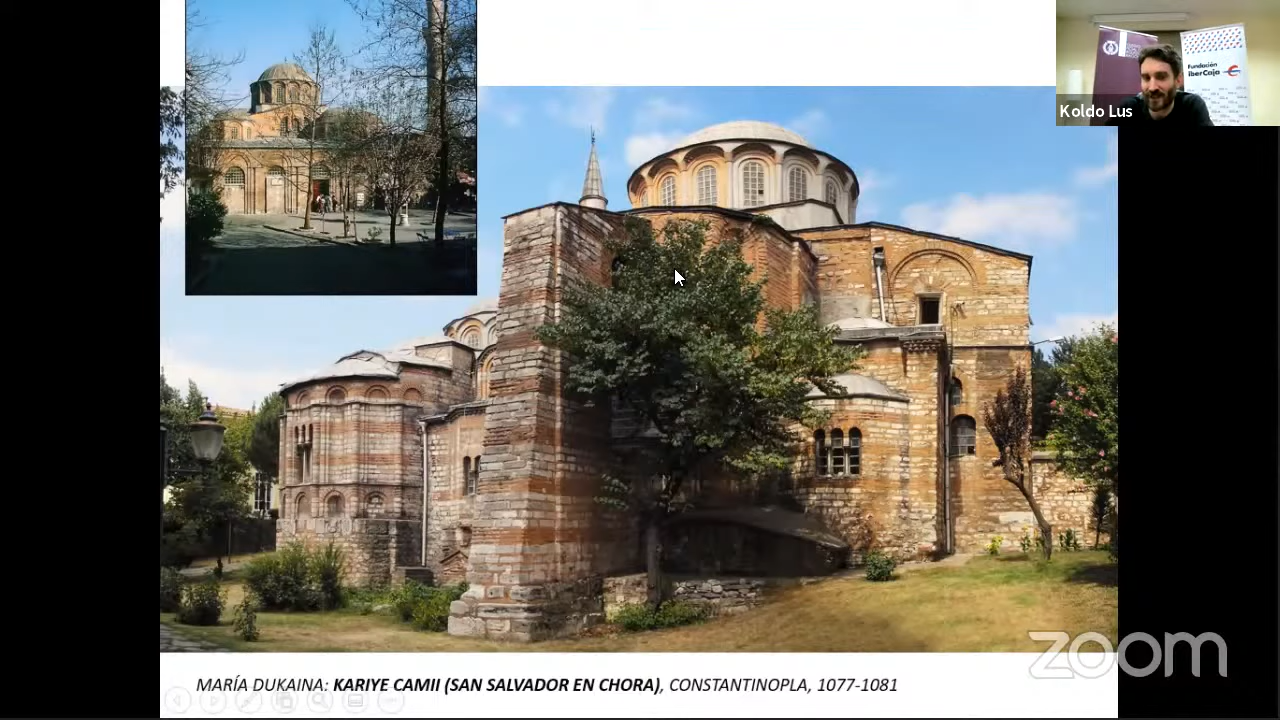 Fundación
iberCaja
Koldo Lus
zoom
MARÍA DUKAINA: KARIYE CAMII (SAN SALVADOR EN CHORA), CONSTANTINOPLA, 1077-1081